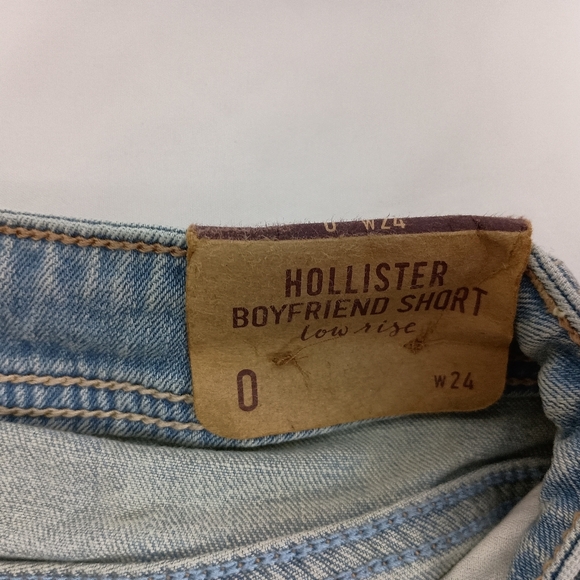 0 W24
HOLLISTER
BOYFRIEND SHORT
low rise
0 W24